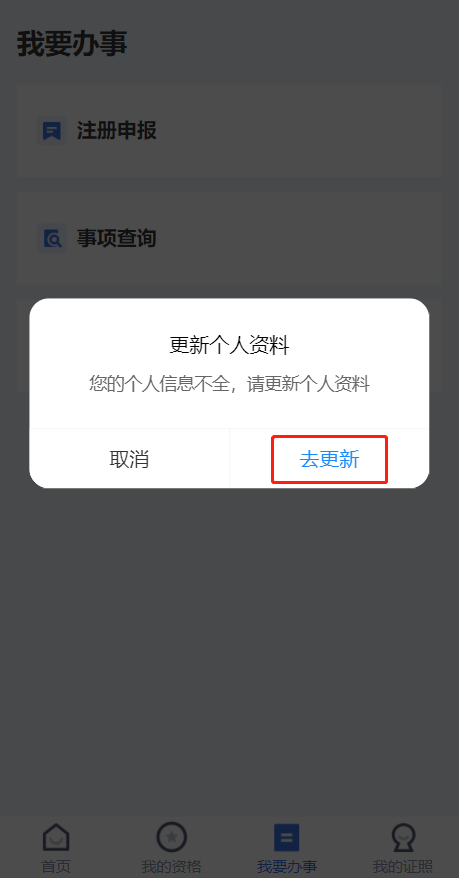 我要办事
注册申报
事项查询
更新个人资料
您的个人信息不全，请更新个人资料
取消
去更新
首页
我的资格
我要办事
我的证照